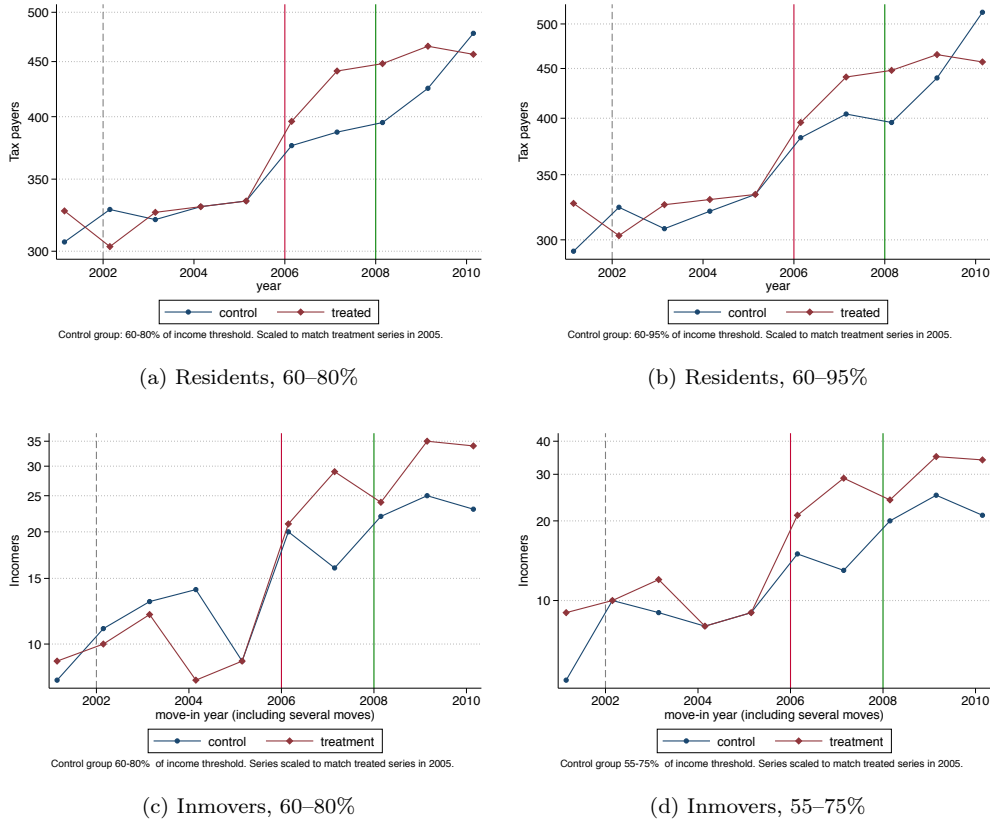 500
450
400
350
300
Tax payers
2002
2004
2006
2008
2010
year
control
treated
Control group: 60-80% of income threshold. Scaled to match treatment series in 2005.
(a) Residents, 60–80%
500
450
400
350
300
Tax payers
2002
2004
2006
2008
2010
year
control
treated
Control group: 60-95% of income threshold. Scaled to match treatment series in 2005.
(b) Residents, 60–95%
35
30
25
20
15
10
Incomers
2002
2004
2006
2008
2010
move-in year (including several moves)
control
treatment
Control group 60-80% of income threshold. Series scaled to match treated series in 2005.
(c) Inmovers, 60–80%
40
30
20
10
Incomers
2002
2004
2006
2008
2010
move-in year (including several moves)
control
treatment
Control group 55-75% of income threshold. Series scaled to match treated series in 2005.
(d) Inmovers, 55–75%